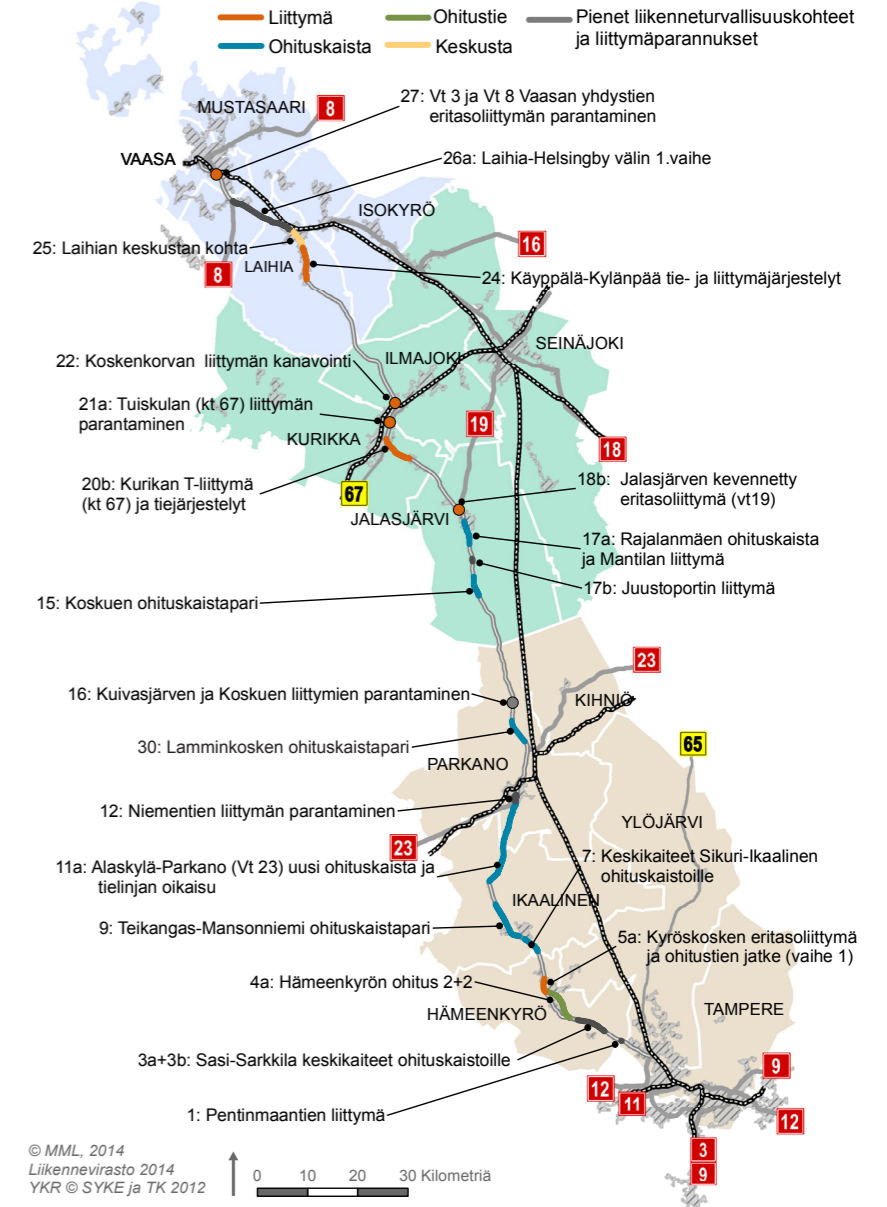 Liittymä
Ohitustie
Pienet liikenneturvallisuuskohteet
ja liittymäparannukset
Ohituskaista
Keskusta
27: Vt 3 ja Vt 8 Vaasan yhdystien
eritasoliittymän parantaminen
MUSTASAARI
8
VAASA
26a: Laihia-Helsingby välin 1.vaihe
ISOKYRÖ
16
25: Laihian keskustan kohta
8
LAIHIA
24: Käyppälä-Kylänpää tie- ja liittymäjärjestelyt
SEINÄJOKI
22: Koskenkorvan liittymän kanavointi
ILMAJOKI
21a: Tuiskulan (kt 67) liittymän
parantaminen
19
KURIKKA
18
20b: Kurikan T-liittymä
(kt 67) ja tiejärjestelyt
67
18b: Jalasjärven kevennetty
eritasoliittymä (vt19)
JALASJÄRVI
17a: Rajalanmäen ohituskaista
ja Mantilan liittymä
17b: Juustoportin liittymä
15: Koskuen ohituskaistapari
23
16: Kuivasjärven ja Koskuen liittymien parantaminen
KIHNIÖ
30: Lamminkosken ohituskaistapari
65
PARKANO
12: Niementien liittymän parantaminen
YLÖJÄRVI
23
7: Keskikaiteet Sikuri-Ikaalinen
ohituskaistoille
11a: Alaskylä-Parkano (Vt 23) uusi ohituskaista ja
tielinjan oikaisu
IKAALINEN
9: Teikangas-Mansonniemi ohituskaistapari
5a: Kyröskosken eritasoliittymä
ja ohitustien jatke (vaihe 1)
4a: Hämeenkyrön ohitus 2+2
HÄMEENKYRÖ
TAMPERE
3a+3b: Sasi-Sarkkila keskikaiteet ohituskaistoille
9
12
11
12
1: Pentinmaantien liittymä
3
9
© MML, 2014
Liikennevirasto 2014
YKR © SYKE ja TK 2012
0 10 20 30 Kilometriä